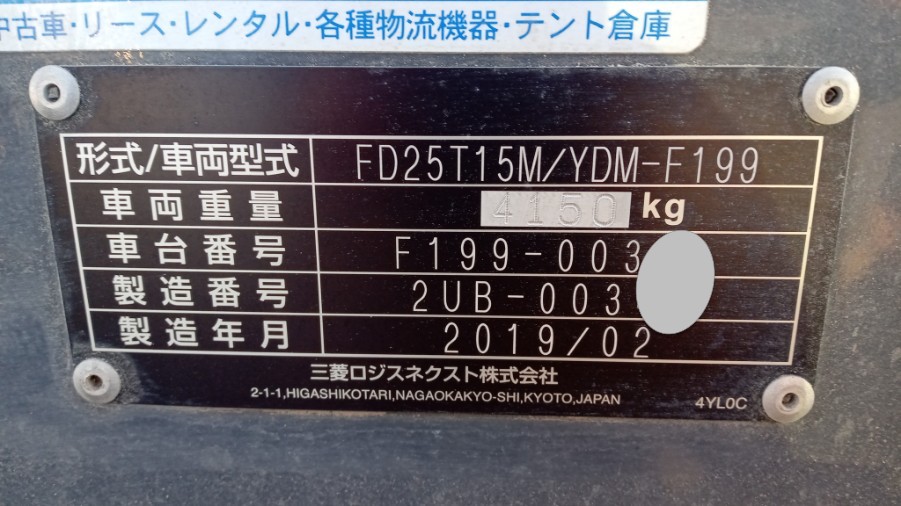 中古車・リース・レンタル・各種物流機器・テント倉庫
形式/車両型式 FD25T15M/YDM-F199
車両重量 4150 kg
車台番号 F199-003
製造番号 2UB-003
製造年月 2019/02
三菱ロジスネクスト株式会社
2-1-1,HIGASHIKOTARI,NAGAOKAKYO-SHI,KYOTO,JAPAN 4YL0C